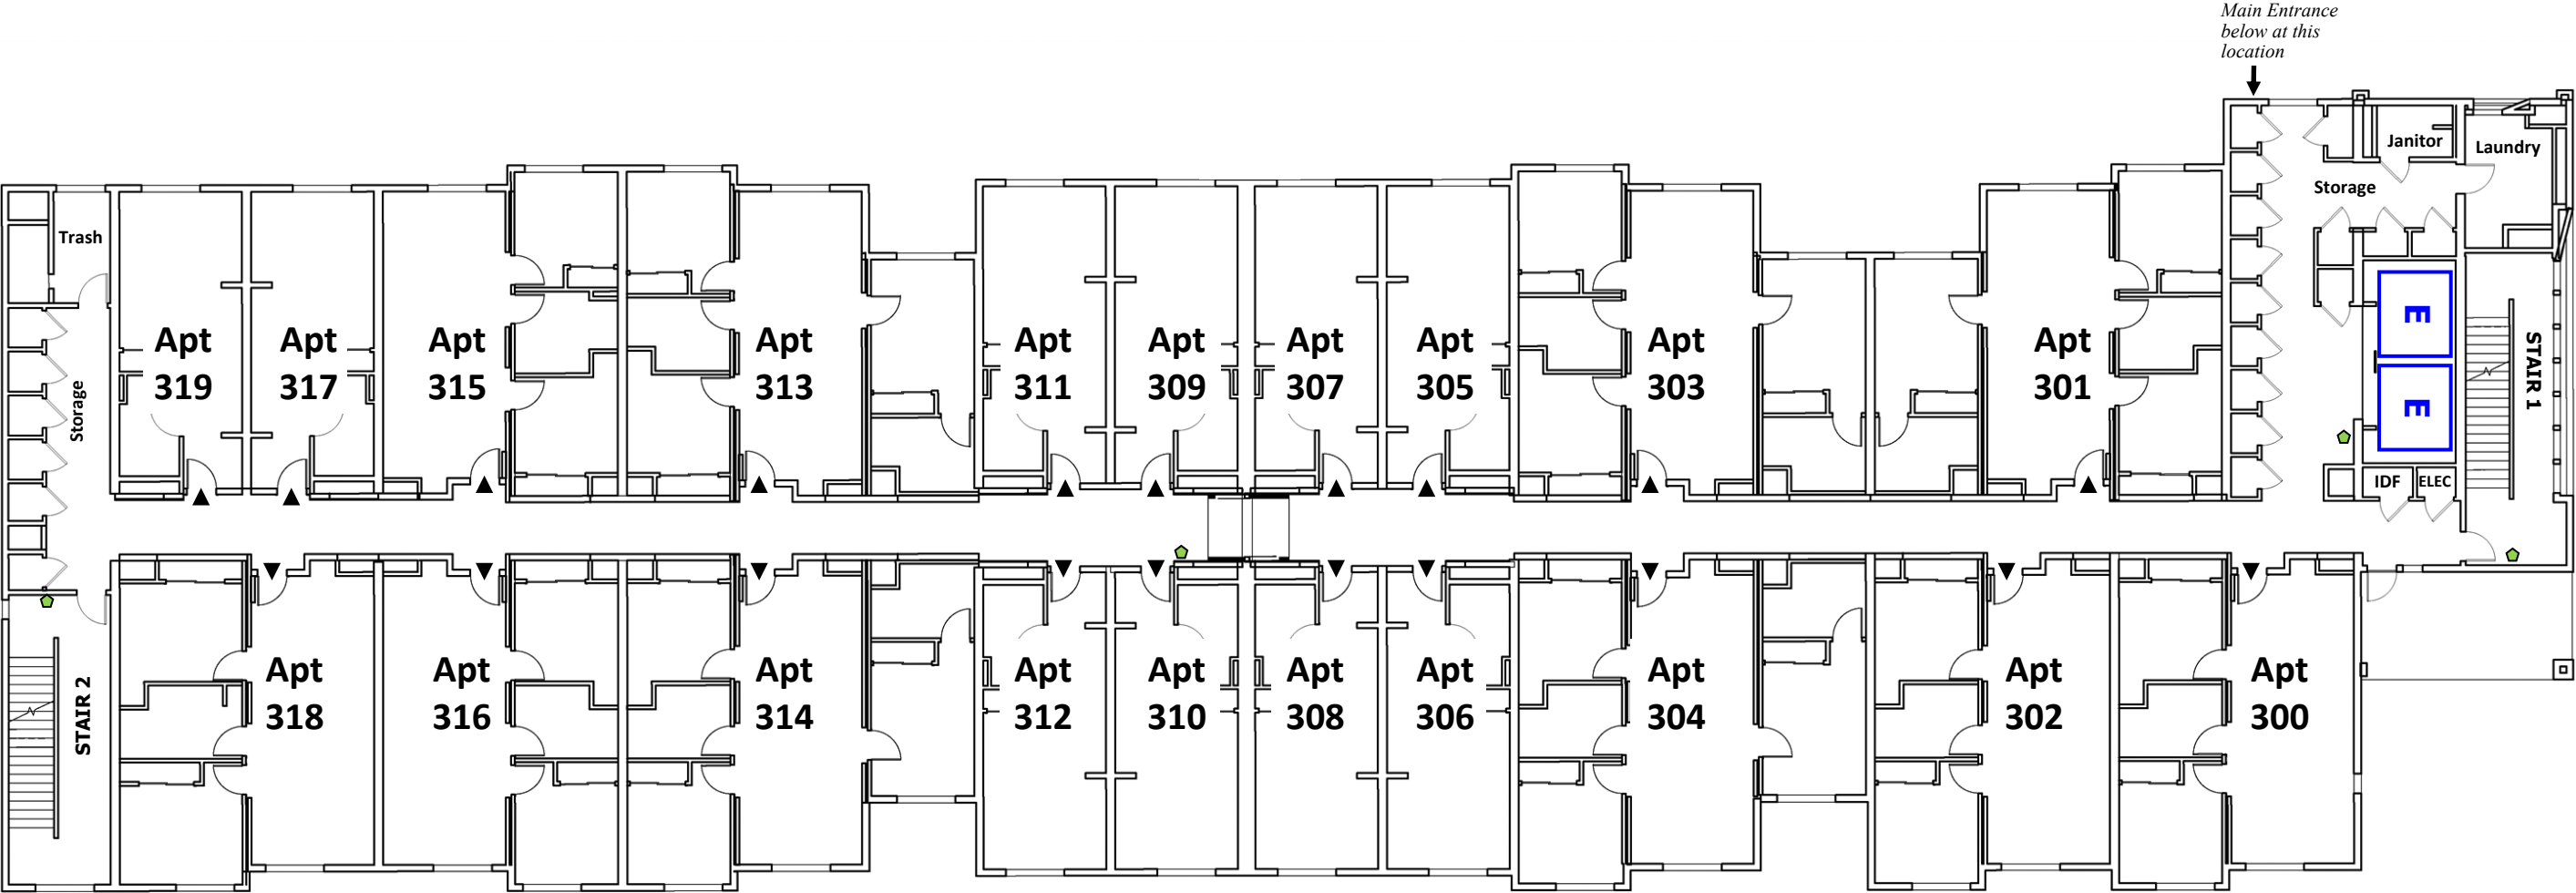 Main Entrance
below at this
location
Janitor
Laundry
Storage
Trash
Apt
319
Apt
317
Apt
315
Apt
313
Apt
311
Apt
309
Apt
307
Apt
305
Apt
303
Apt
301
E
E
STAIR 1
Storage
IDF
ELEC
STAIR 2
Apt
318
Apt
316
Apt
314
Apt
312
Apt
310
Apt
308
Apt
306
Apt
304
Apt
302
Apt
300